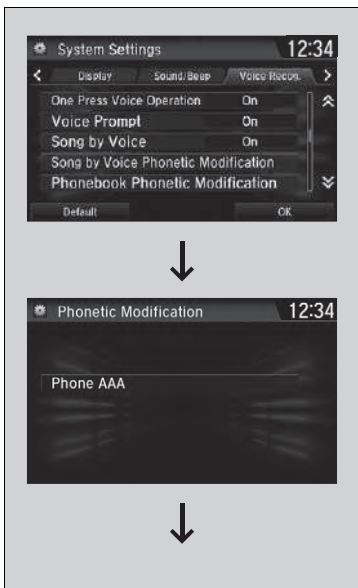 System Settings 12:34
Display Sound/Beep Voice Recog.
One Press Voice Operation On
Voice Prompt On
Song by Voice On
Song by Voice Phonetic Modification
Phonebook Phonetic Modification
Default OK
Phonetic Modification 12:34
Phone AAA